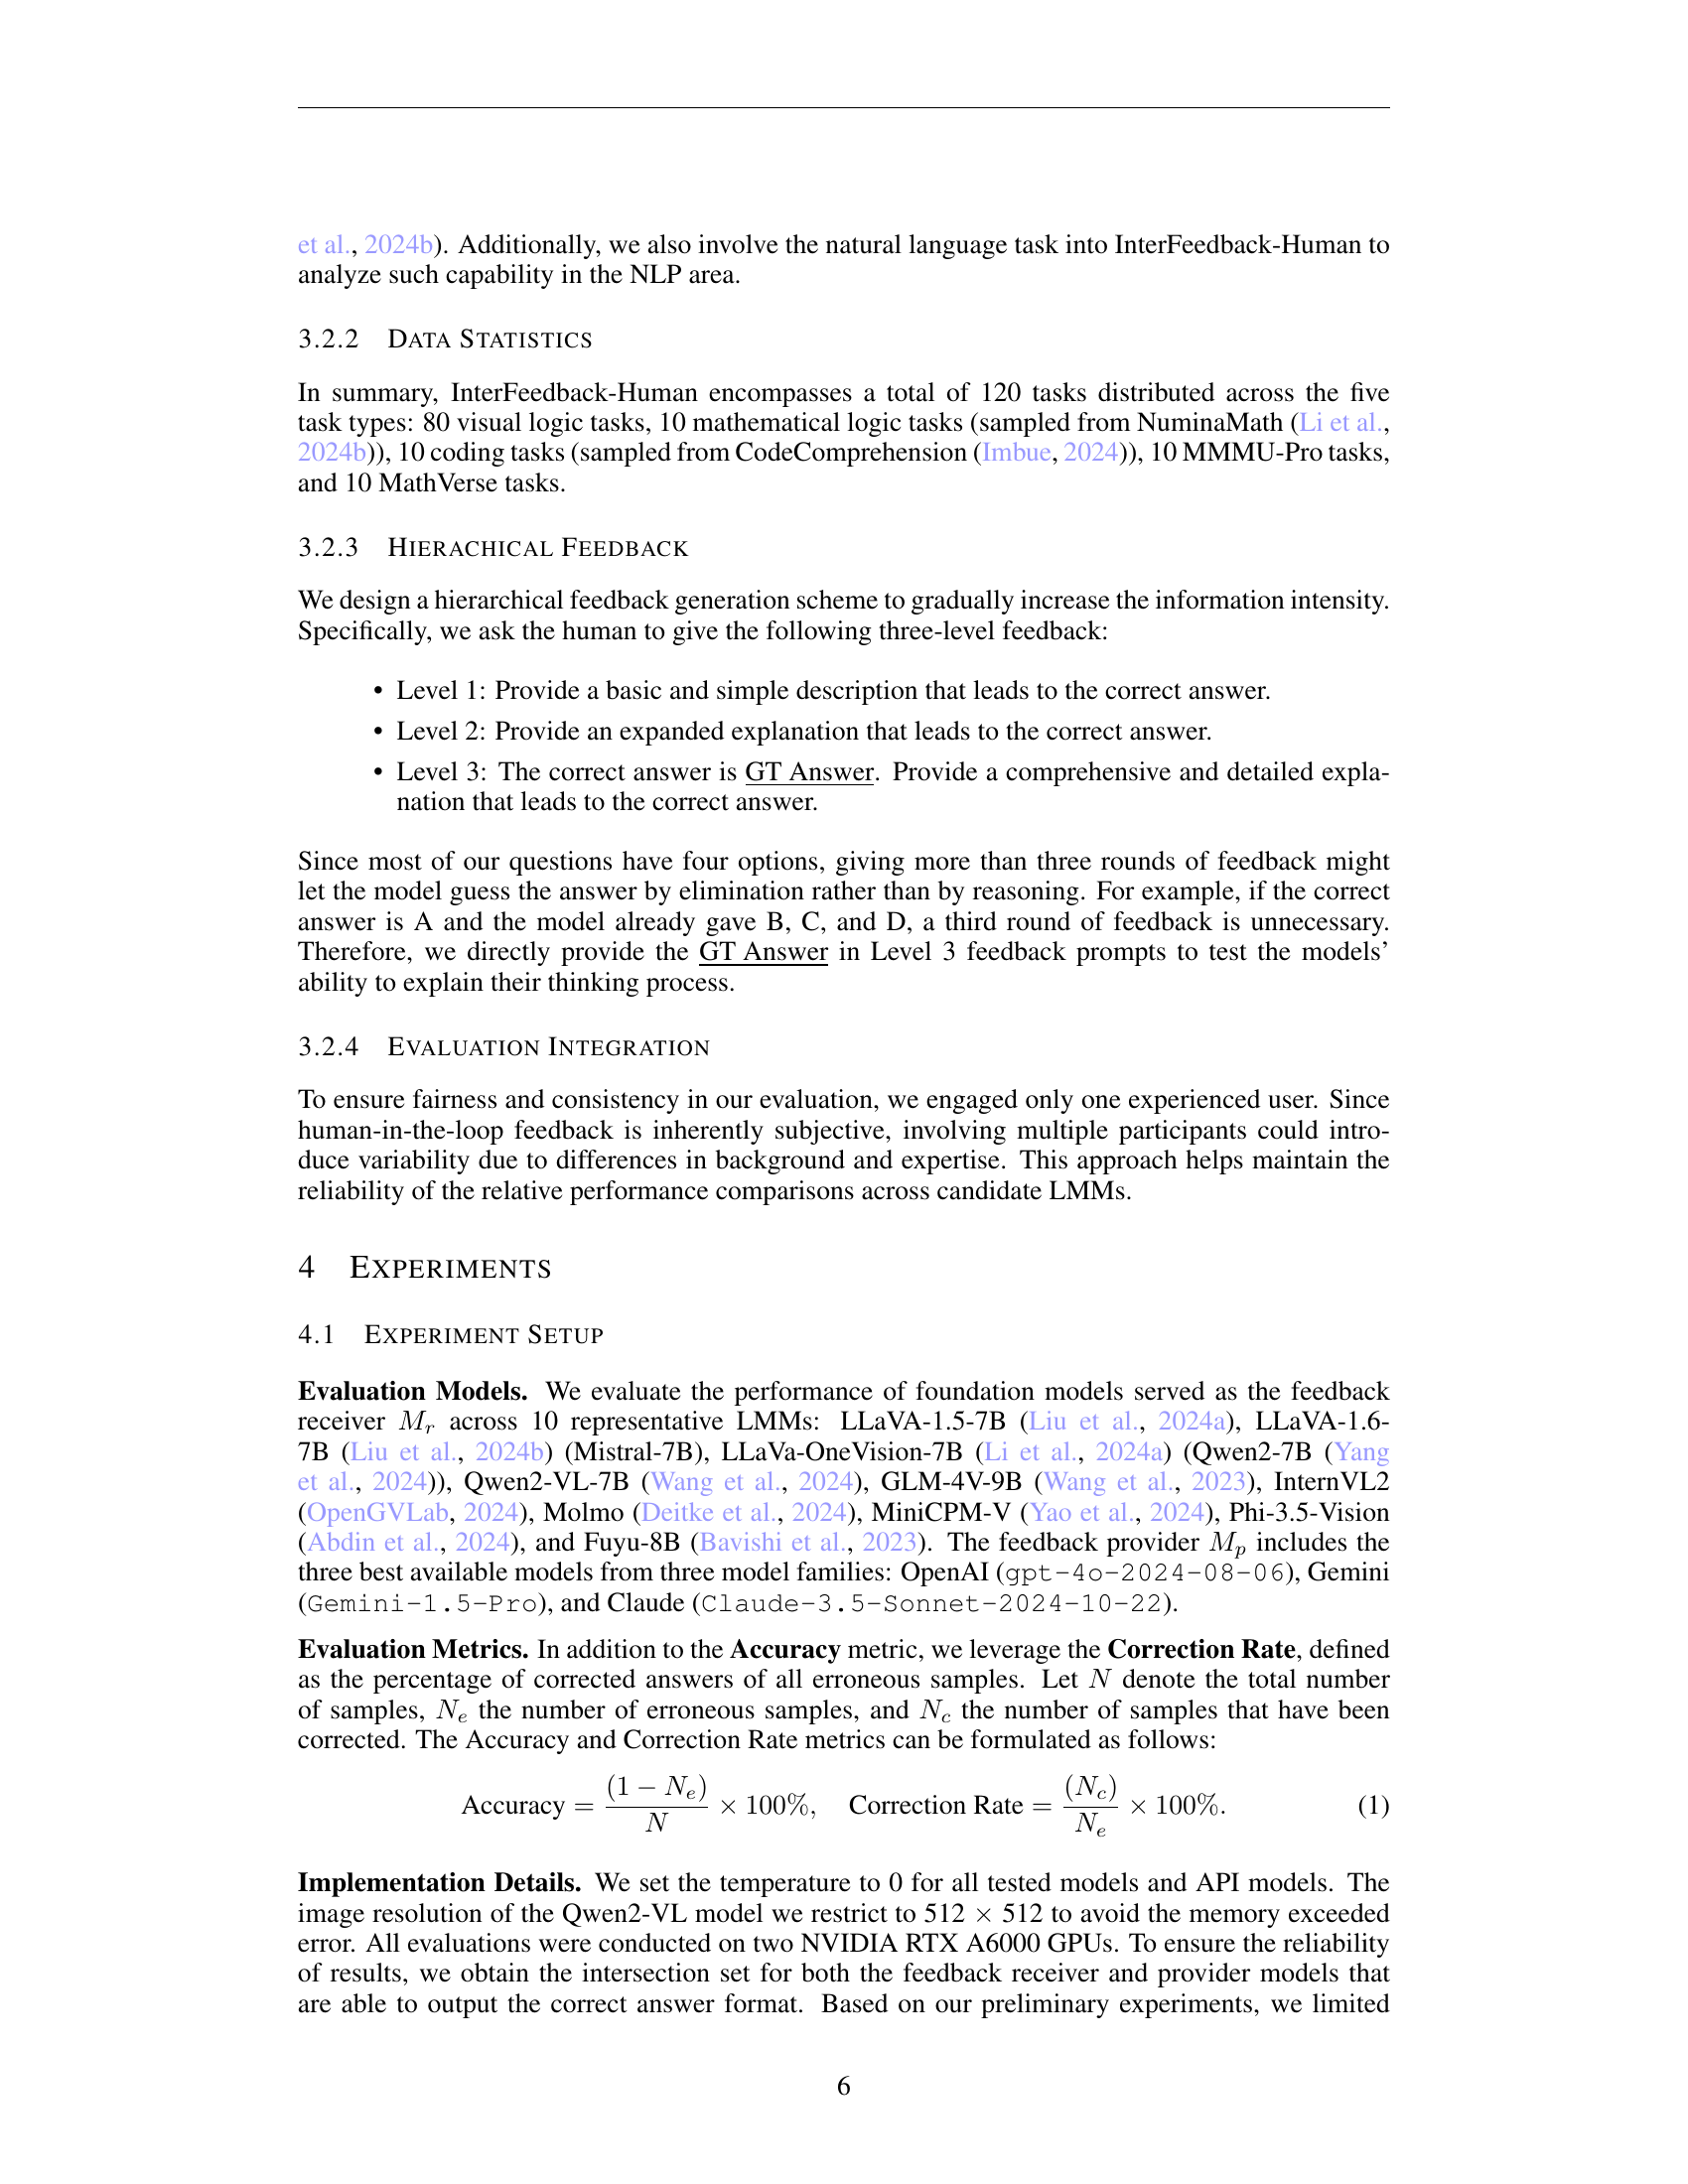 et al., 2024b). Additionally, we also involve the natural language task into InterFeedback-Human to
analyze such capability in the NLP area.
3.2.2 DATA STATISTICS
In summary, InterFeedback-Human encompasses a total of 120 tasks distributed across the five
task types: 80 visual logic tasks, 10 mathematical logic tasks (sampled from NuminaMath (Li et al.,
2024b)), 10 coding tasks (sampled from CodeComprehension (Imbue, 2024)), 10 MMMU-Pro tasks,
and 10 MathVerse tasks.
3.2.3 HIERACHICAL FEEDBACK
We design a hierarchical feedback generation scheme to gradually increase the information intensity.
Specifically, we ask the human to give the following three-level feedback:
• Level 1: Provide a basic and simple description that leads to the correct answer.
• Level 2: Provide an expanded explanation that leads to the correct answer.
• Level 3: The correct answer is GT Answer. Provide a comprehensive and detailed expla-
nation that leads to the correct answer.
Since most of our questions have four options, giving more than three rounds of feedback might
let the model guess the answer by elimination rather than by reasoning. For example, if the correct
answer is A and the model already gave B, C, and D, a third round of feedback is unnecessary.
Therefore, we directly provide the GT Answer in Level 3 feedback prompts to test the models'
ability to explain their thinking process.
3.2.4 EVALUATION INTEGRATION
To ensure fairness and consistency in our evaluation, we engaged only one experienced user. Since
human-in-the-loop feedback is inherently subjective, involving multiple participants could intro-
duce variability due to differences in background and expertise. This approach helps maintain the
reliability of the relative performance comparisons across candidate LMMs.
4 EXPERIMENTS
4.1 EXPERIMENT SETUP
Evaluation Models. We evaluate the performance of foundation models served as the feedback
receiver M_r across 10 representative LMMs: LLaVA-1.5-7B (Liu et al., 2024a), LLaVA-1.6-
7B (Liu et al., 2024b) (Mistral-7B), LLaVa-OneVision-7B (Li et al., 2024a) (Qwen2-7B (Yang
et al., 2024)), Qwen2-VL-7B (Wang et al., 2024), GLM-4V-9B (Wang et al., 2023), InternVL2
(OpenGVLab, 2024), Molmo (Deitke et al., 2024), MiniCPM-V (Yao et al., 2024), Phi-3.5-Vision
(Abdin et al., 2024), and Fuyu-8B (Bavishi et al., 2023). The feedback provider M_p includes the
three best available models from three model families: OpenAI (gpt-4o-2024-08-06), Gemini
(Gemini-1.5-Pro), and Claude (Claude-3.5-Sonnet-2024-10-22).
Evaluation Metrics. In addition to the Accuracy metric, we leverage the Correction Rate, defined
as the percentage of corrected answers of all erroneous samples. Let N denote the total number
of samples, N_e the number of erroneous samples, and N_c the number of samples that have been
corrected. The Accuracy and Correction Rate metrics can be formulated as follows:
Accuracy = (1 − N_e) / N × 100%, Correction Rate = (N_c) / N_e × 100%. (1)
Implementation Details. We set the temperature to 0 for all tested models and API models. The
image resolution of the Qwen2-VL model we restrict to 512 × 512 to avoid the memory exceeded
error. All evaluations were conducted on two NVIDIA RTX A6000 GPUs. To ensure the reliability
of results, we obtain the intersection set for both the feedback receiver and provider models that
are able to output the correct answer format. Based on our preliminary experiments, we limited
6